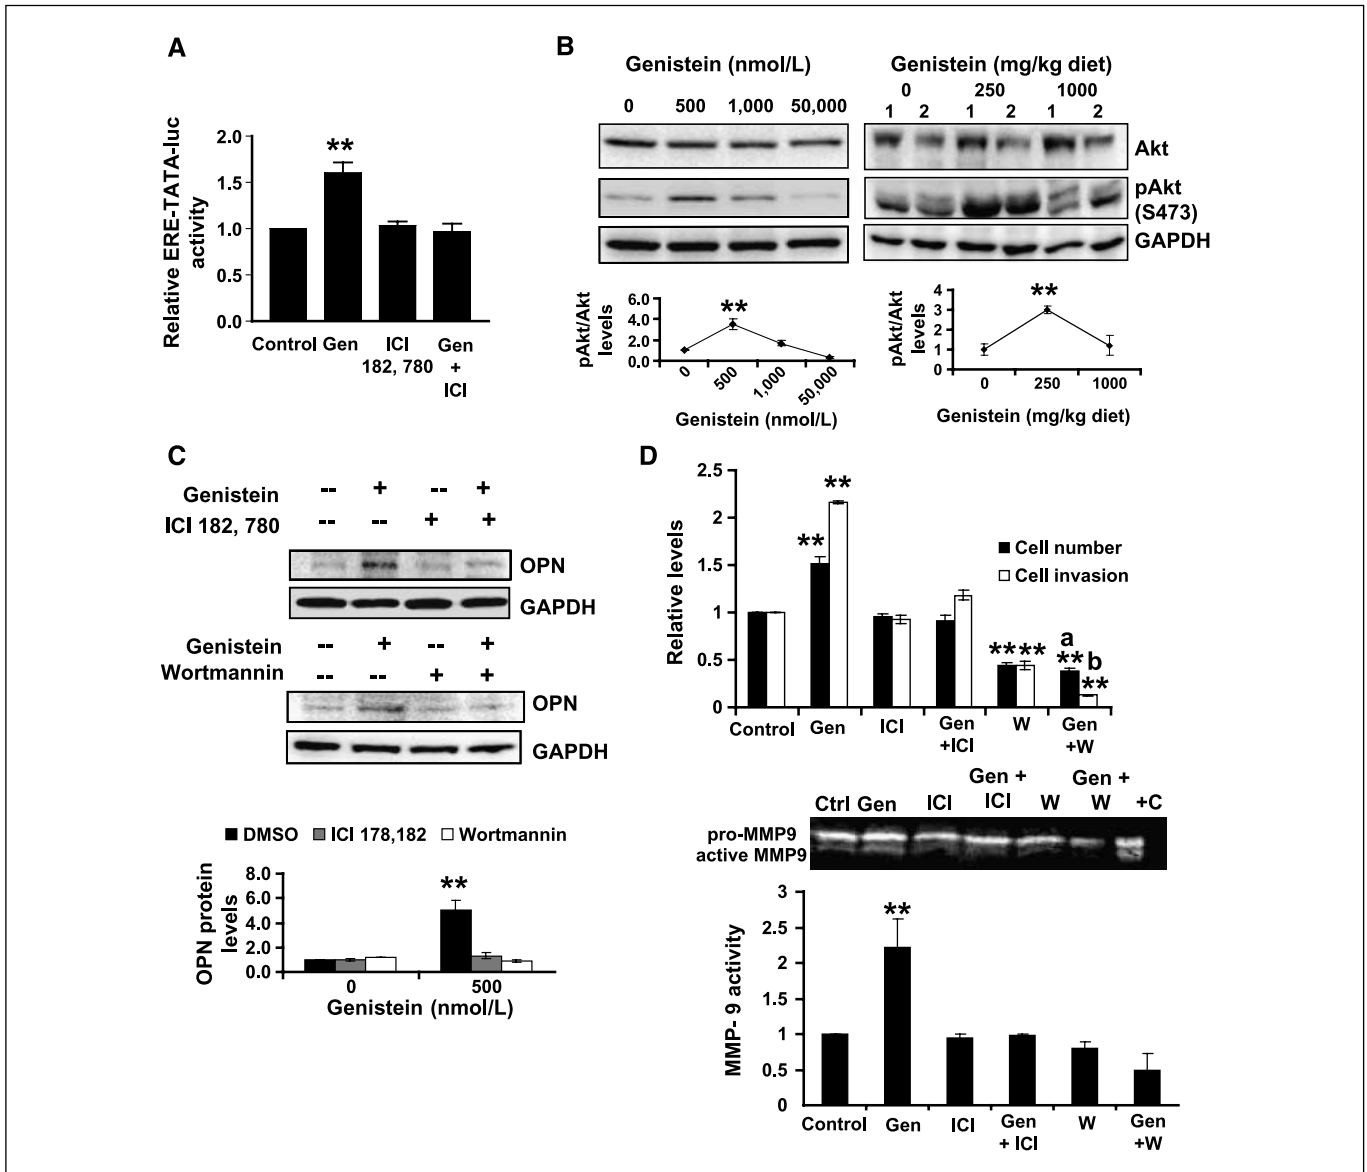 A
Relative ERE-TATA-luc
activity
2.0
1.5
1.0
0.5
0.0
**
Control Gen ICI Gen
182, 780 +
ICI
B
Genistein (nmol/L)
0 500 1,000 50,000
Genistein (mg/kg diet)
0 250 1000
1 2 1 2 1 2
Akt
pAkt
(S473)
GAPDH
pAkt/Akt
levels
6.0
4.0
2.0
0.0
**
0 500 1,000 50,000
Genistein (nmol/L)
pAkt/Akt
levels
4
3
2
1
0
**
0 250 1000
Genistein (mg/kg diet)
C
Genistein -- + -- +
ICI 182, 780 -- -- + +
OPN
GAPDH
Genistein -- + -- +
Wortmannin -- -- + +
OPN
GAPDH
DMSO ICI 178,182 Wortmannin
OPN protein
levels
8.0
6.0
4.0
2.0
0.0
**
0 500
Genistein (nmol/L)
D
Relative levels
2.5
2
1.5
1
0.5
0
Cell number
Cell invasion
**
**
** **
a
**
b
**
Control Gen ICI Gen W Gen
+ICI +W
Gen + Gen +
Ctrl Gen ICI ICI W W +C
pro-MMP9
active MMP9
MMP- 9 activity
3
2.5
2
1.5
1
0.5
0
**
Control Gen ICI Gen W Gen
+ ICI +W